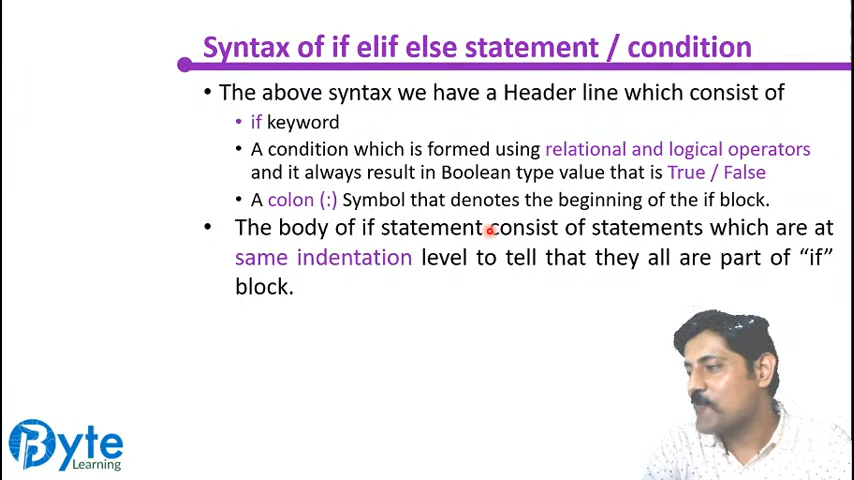 Syntax of if elif else statement / condition
• The above syntax we have a Header line which consist of
• if keyword
• A condition which is formed using relational and logical operators
and it always result in Boolean type value that is True / False
• A colon (:) Symbol that denotes the beginning of the if block.
• The body of if statement consist of statements which are at
same indentation level to tell that they all are part of “if”
block.
Byte
Learning